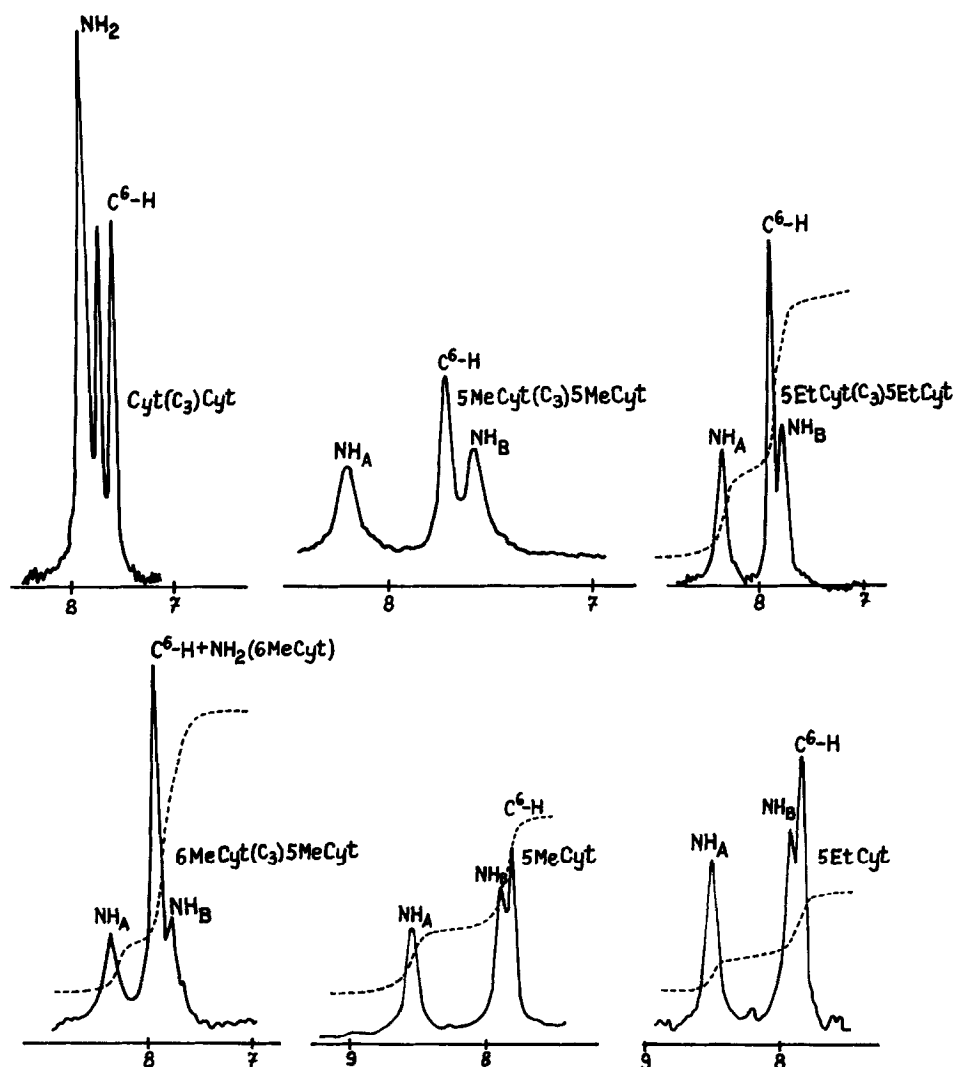 NH2
C6-H
Cyt(C3)Cyt
8 7
C6-H
5MeCyt(C3)5MeCyt
NHA
NHB
8 7
C6-H
5EtCyt(C3)5EtCyt
NHA
NHB
8 7
C6-H+NH2(6MeCyt)
6MeCyt(C3)5MeCyt
NHA
NHB
8 7
C6-H
5MeCyt
NHB
NHA
9 8
C6-H
NHB
NHA
5EtCyt
9 8